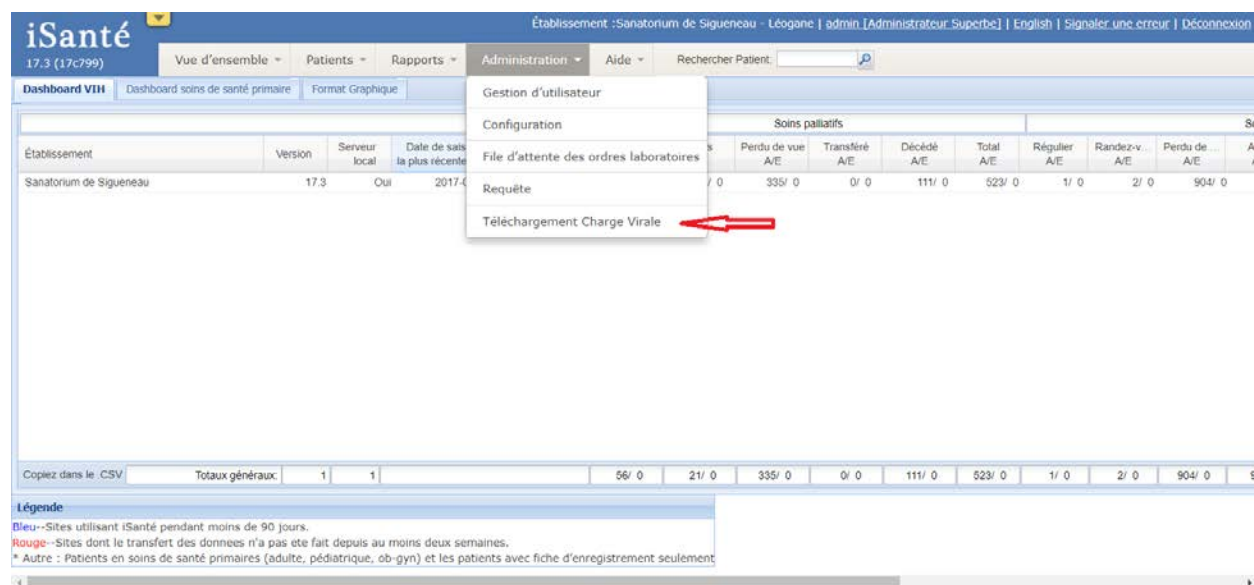 iSanté
17.3 (17c799)
Établissement :Sanatorium de Sigueneau - Léogane | admin [Administrateur Superbe] | English | Signaler une erreur | Déconnexion
Vue d'ensemble Patients Rapports Administration Aide Rechercher Patient:
Dashboard VIH Dashboard soins de santé primaire Format Graphique
Gestion d'utilisateur
Configuration
File d'attente des ordres laboratoires
Requête
Téléchargement Charge Virale
Soins palliatifs
Établissement Version Serveur local Date de sais la plus récente Perdu de vue A/E Transféré A/E Décédé A/E Total A/E Régulier A/E Randez-v... A/E Perdu de ... A/E
Sanatorium de Sigueneau 17.3 Oui 2017-0 / 0 335/ 0 0/ 0 111/ 0 523/ 0 1/ 0 2/ 0 904/ 0
Copiez dans le .CSV Totaux généraux: 1 1 56/ 0 21/ 0 335/ 0 0/ 0 111/ 0 523/ 0 1/ 0 2/ 0 904/ 0
Légende
Bleu--Sites utilisant iSanté pendant moins de 90 jours.
Rouge--Sites dont le transfert des donnees n'a pas ete fait depuis au moins deux semaines.
* Autre : Patients en soins de santé primaires (adulte, pédiatrique, ob-gyn) et les patients avec fiche d'enregistrement seulement